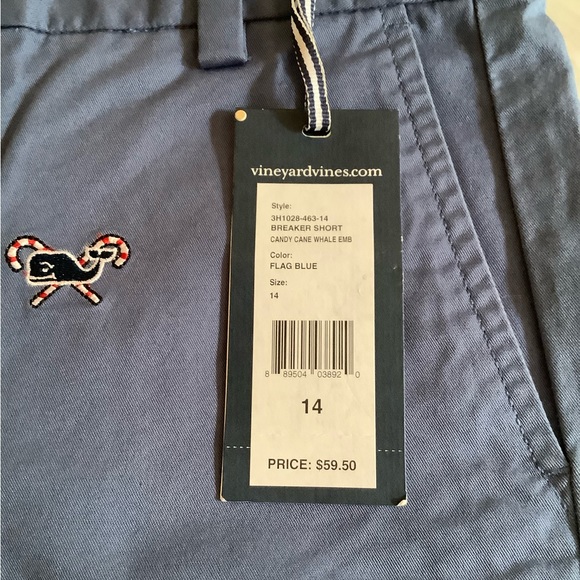 vineyardvines.com
Style:
3H1028-463-14
BREAKER SHORT
CANDY CANE WHALE EMB
Color:
FLAG BLUE
Size:
14
8 89504 03892 0
14
PRICE: $59.50